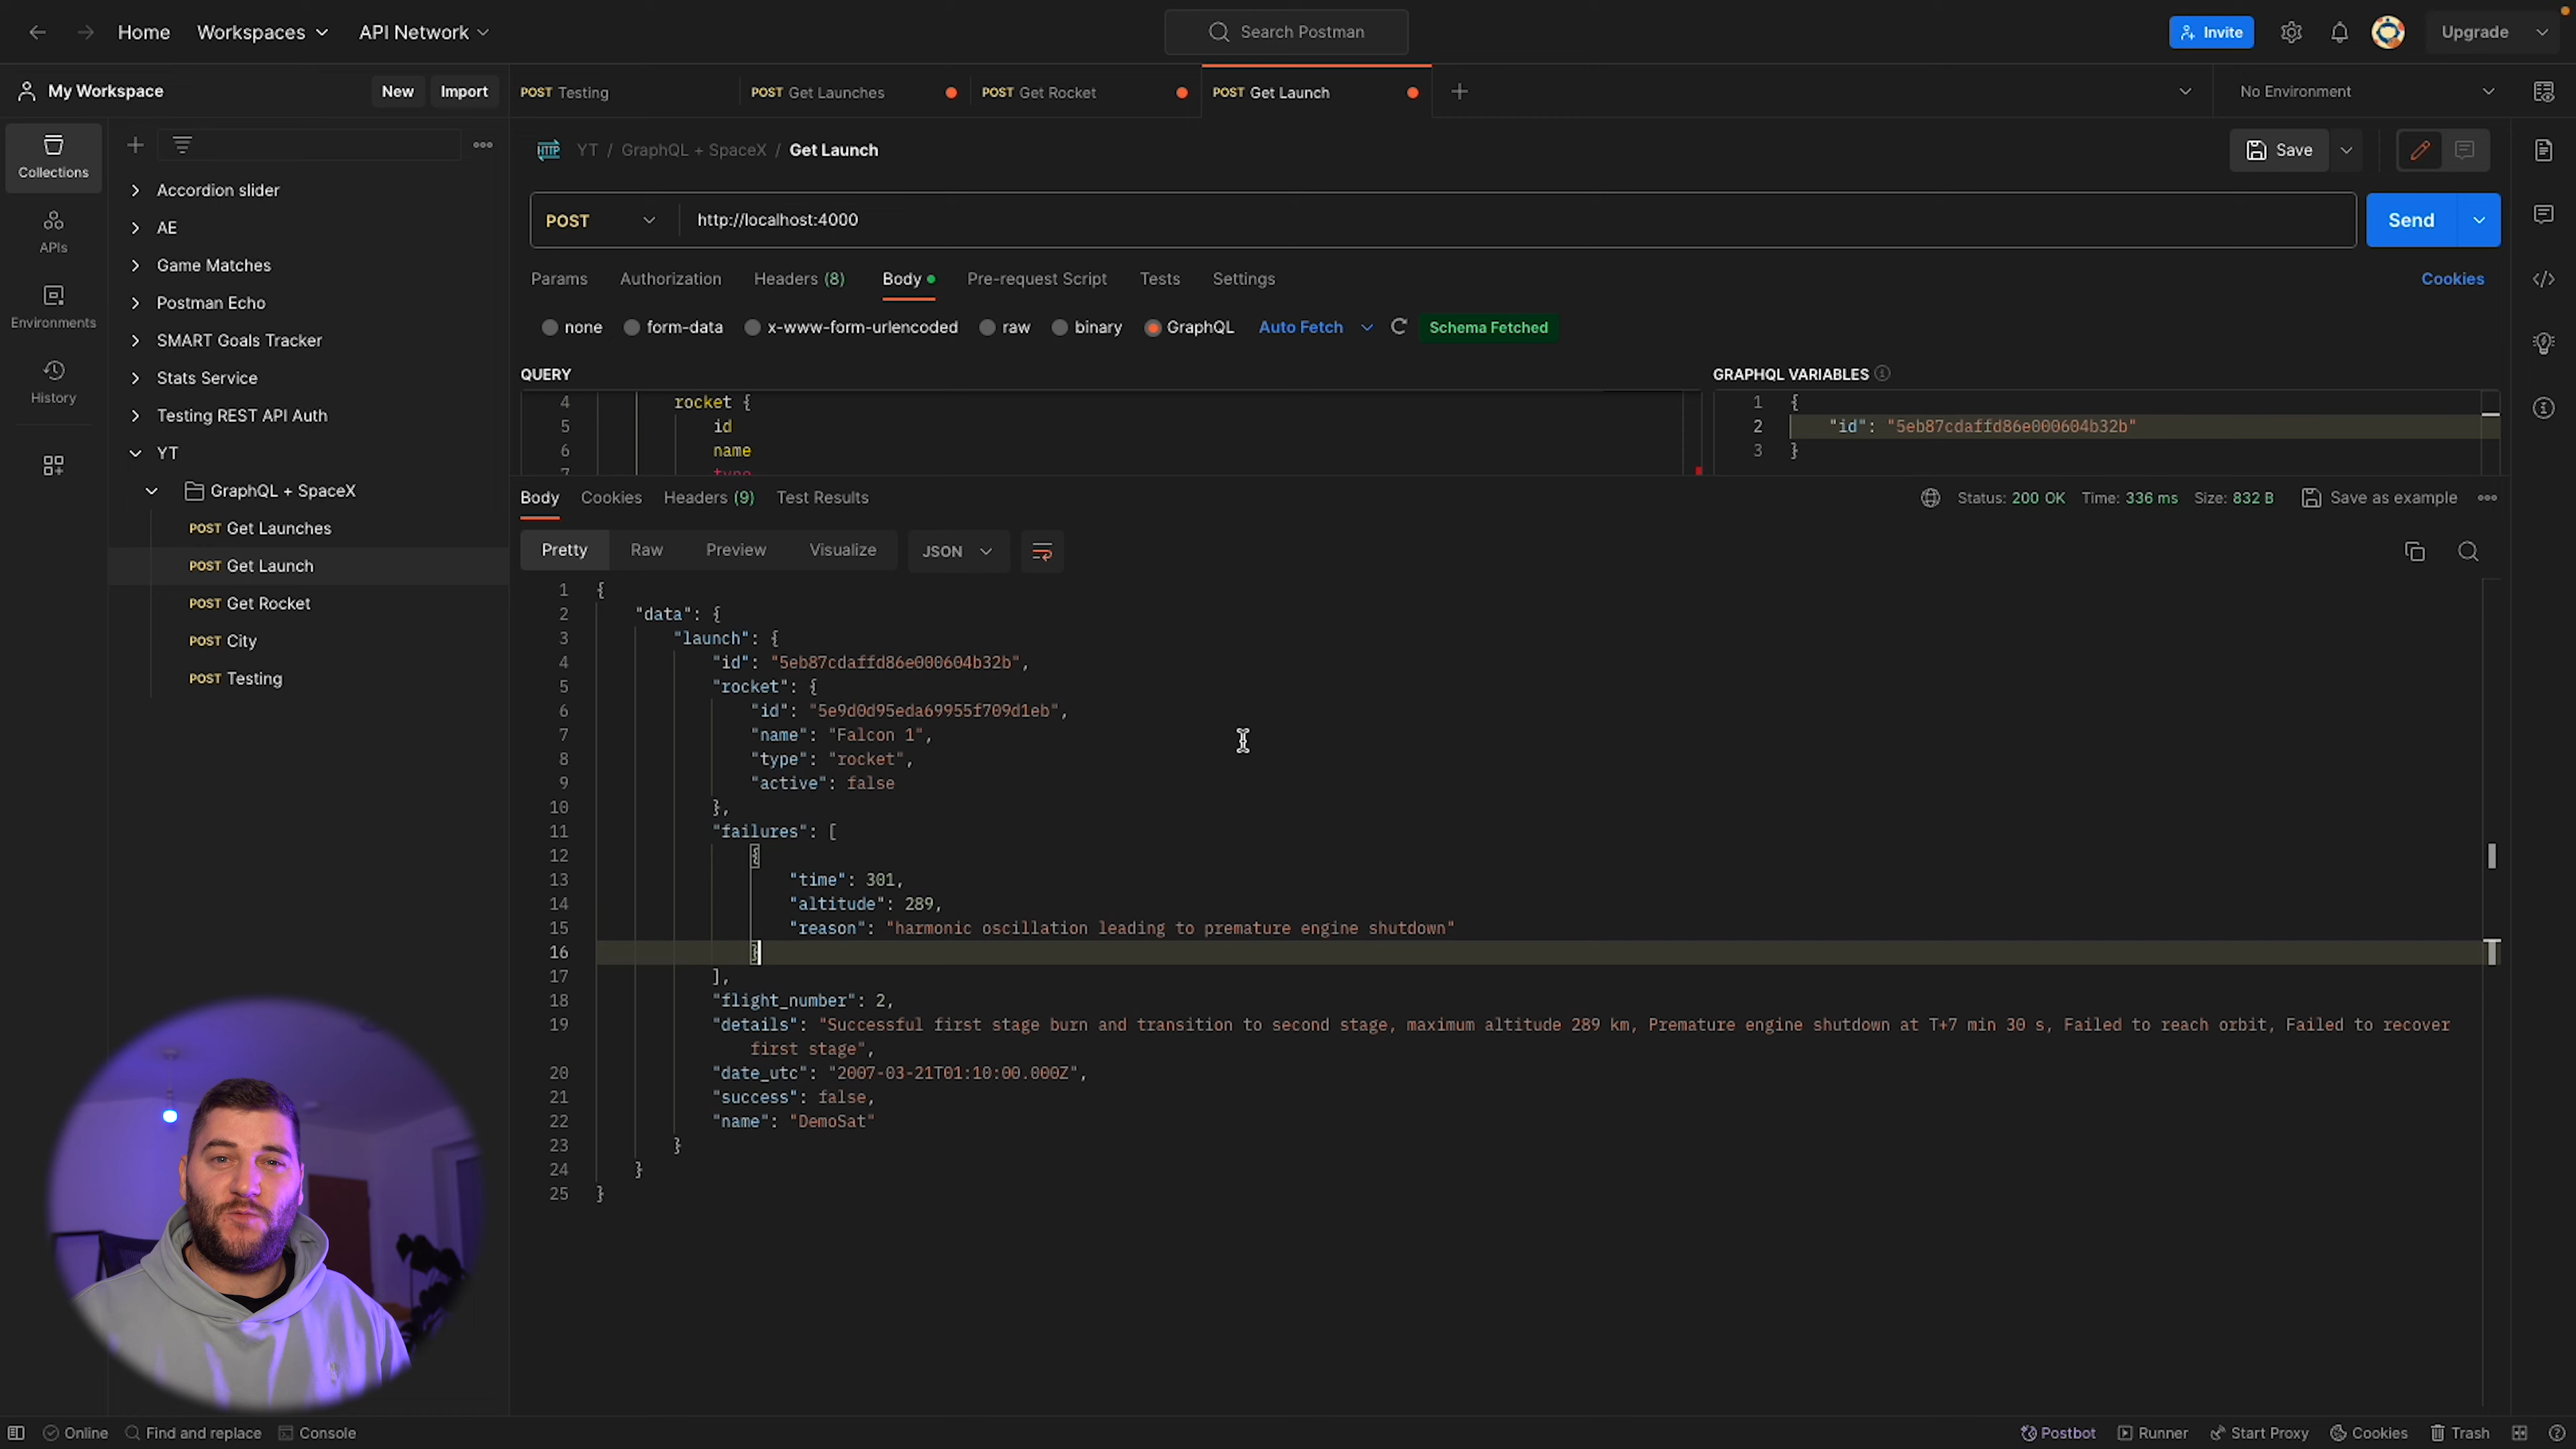 Home Workspaces API Network Search Postman Invite Upgrade
My Workspace New Import POST Testing POST Get Launches POST Get Rocket POST Get Launch No Environment
Collections
APIs
Environments
History
Accordion slider
AE
Game Matches
Postman Echo
SMART Goals Tracker
Stats Service
Testing REST API Auth
YT
GraphQL + SpaceX
POST Get Launches
POST Get Launch
POST Get Rocket
POST City
POST Testing
HTTP YT / GraphQL + SpaceX / Get Launch Save
POST http://localhost:4000 Send
Params Authorization Headers (8) Body Pre-request Script Tests Settings Cookies
none form-data x-www-form-urlencoded raw binary GraphQL Auto Fetch Schema Fetched
QUERY
4 rocket {
5 id
6 name
7 type
GRAPHQL VARIABLES
1 {
2 "id": "5eb87cdaffd86e000604b32b"
3 }
Body Cookies Headers (9) Test Results Status: 200 OK Time: 336 ms Size: 832 B Save as example
Pretty Raw Preview Visualize JSON
1 {
2 "data": {
3 "launch": {
4 "id": "5eb87cdaffd86e000604b32b",
5 "rocket": {
6 "id": "5e9d0d95eda69955f709d1eb",
7 "name": "Falcon 1",
8 "type": "rocket",
9 "active": false
10 },
11 "failures": [
12 {
13 "time": 301,
14 "altitude": 289,
15 "reason": "harmonic oscillation leading to premature engine shutdown"
16 }
17 ],
18 "flight_number": 2,
19 "details": "Successful first stage burn and transition to second stage, maximum altitude 289 km, Premature engine shutdown at T+7 min 30 s, Failed to reach orbit, Failed to recover
first stage",
20 "date_utc": "2007-03-21T01:10:00.000Z",
21 "success": false,
22 "name": "DemoSat"
23 }
24 }
25 }
Online Find and replace Console Postbot Runner Start Proxy Cookies Trash